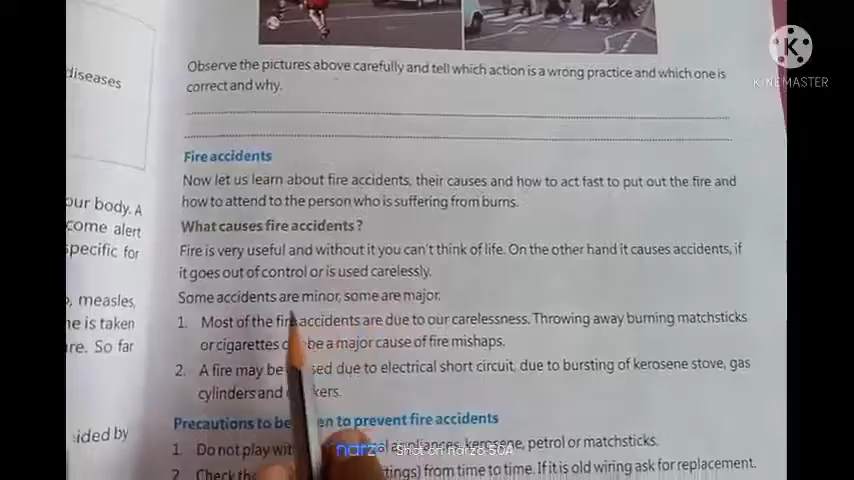 diseases
Observe the pictures above carefully and tell which action is a wrong practice and which one is
correct and why.
Fire accidents
Now let us learn about fire accidents, their causes and how to act fast to put out the fire and
how to attend to the person who is suffering from burns.
our body. A
come alert
specific for
What causes fire accidents?
Fire is very useful and without it you can't think of life. On the other hand it causes accidents, if
it goes out of control or is used carelessly.
Some accidents are minor, some are major.
measles,
ne is taken
re. So far
1. Most of the fire accidents are due to our carelessness. Throwing away burning matchsticks
or cigarettes be a major cause of fire mishaps.
2. A fire may be sed due to electrical short circuit, due to bursting of kerosene stove, gas
cylinders and kers.
ided by
Precautions to be en to prevent fire accidents
1. Do not play wit al appliances, kerosene, petrol or matchsticks.
2. Check the tings) from time to time. If it is old wiring ask for replacement.
K
KINEMASTER
narzo Shot on narzo 50A